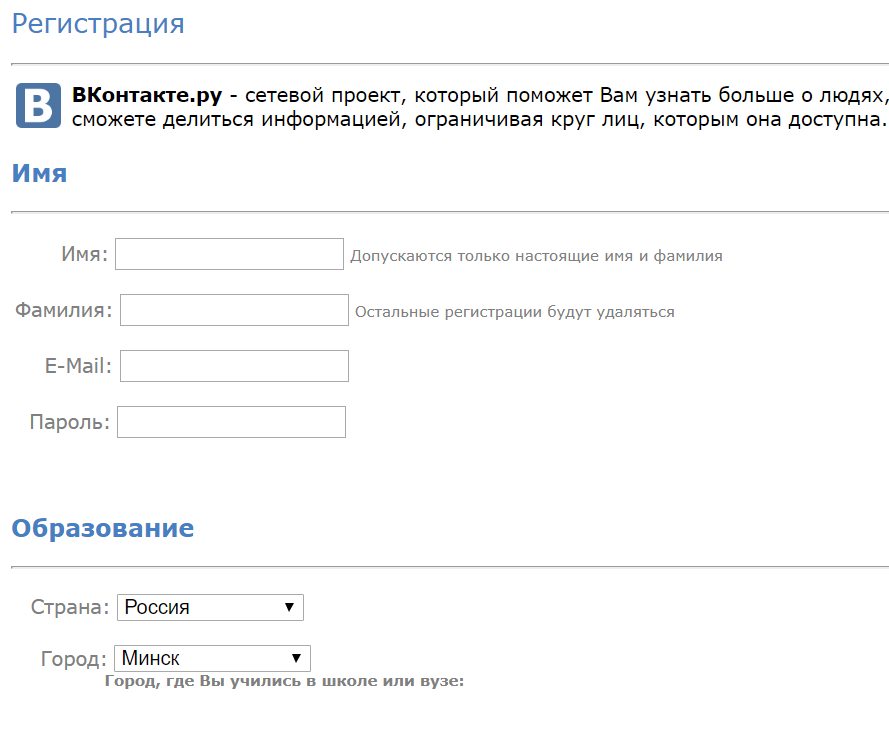 Регистрация
В ВКонтакте.ру - сетевой проект, который поможет Вам узнать больше о людях,
сможете делиться информацией, ограничивая круг лиц, которым она доступна.
Имя
Имя: Допускаются только настоящие имя и фамилия
Фамилия: Остальные регистрации будут удаляться
E-Mail:
Пароль:
Образование
Страна: Россия
Город: Минск
Город, где Вы учились в школе или вузе: